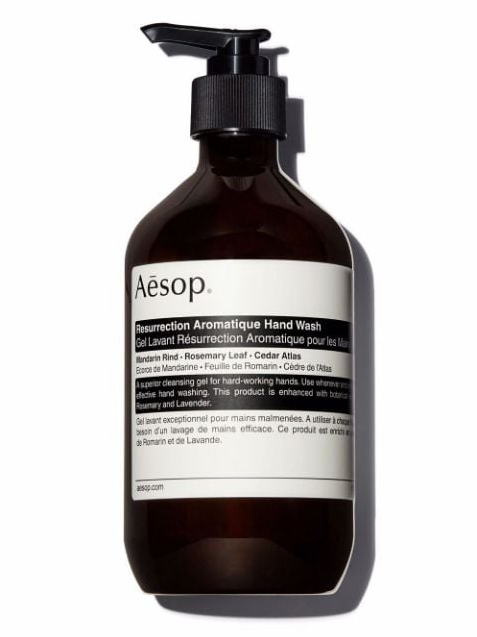 Aēsop®
Resurrection Aromatique Hand Wash
Gel Lavant Résurrection Aromatique pour les
Mandarin Rind • Rosemary Leaf • Cedar Atlas
Ecorce de Mandarine • Feuille de Romarin • Cèdre de l'Atlas
A superior cleansing gel for hard-working hands. Use whenever
effective hand washing. This product is enhanced with
Rosemary and Lavender.
Gel lavant exceptionnel pour mains malmenées. A utiliser à chaque
besoin d'un lavage de mains efficace. Ce produit est enrichi
de Romarin et de Lavande.
aesop.com